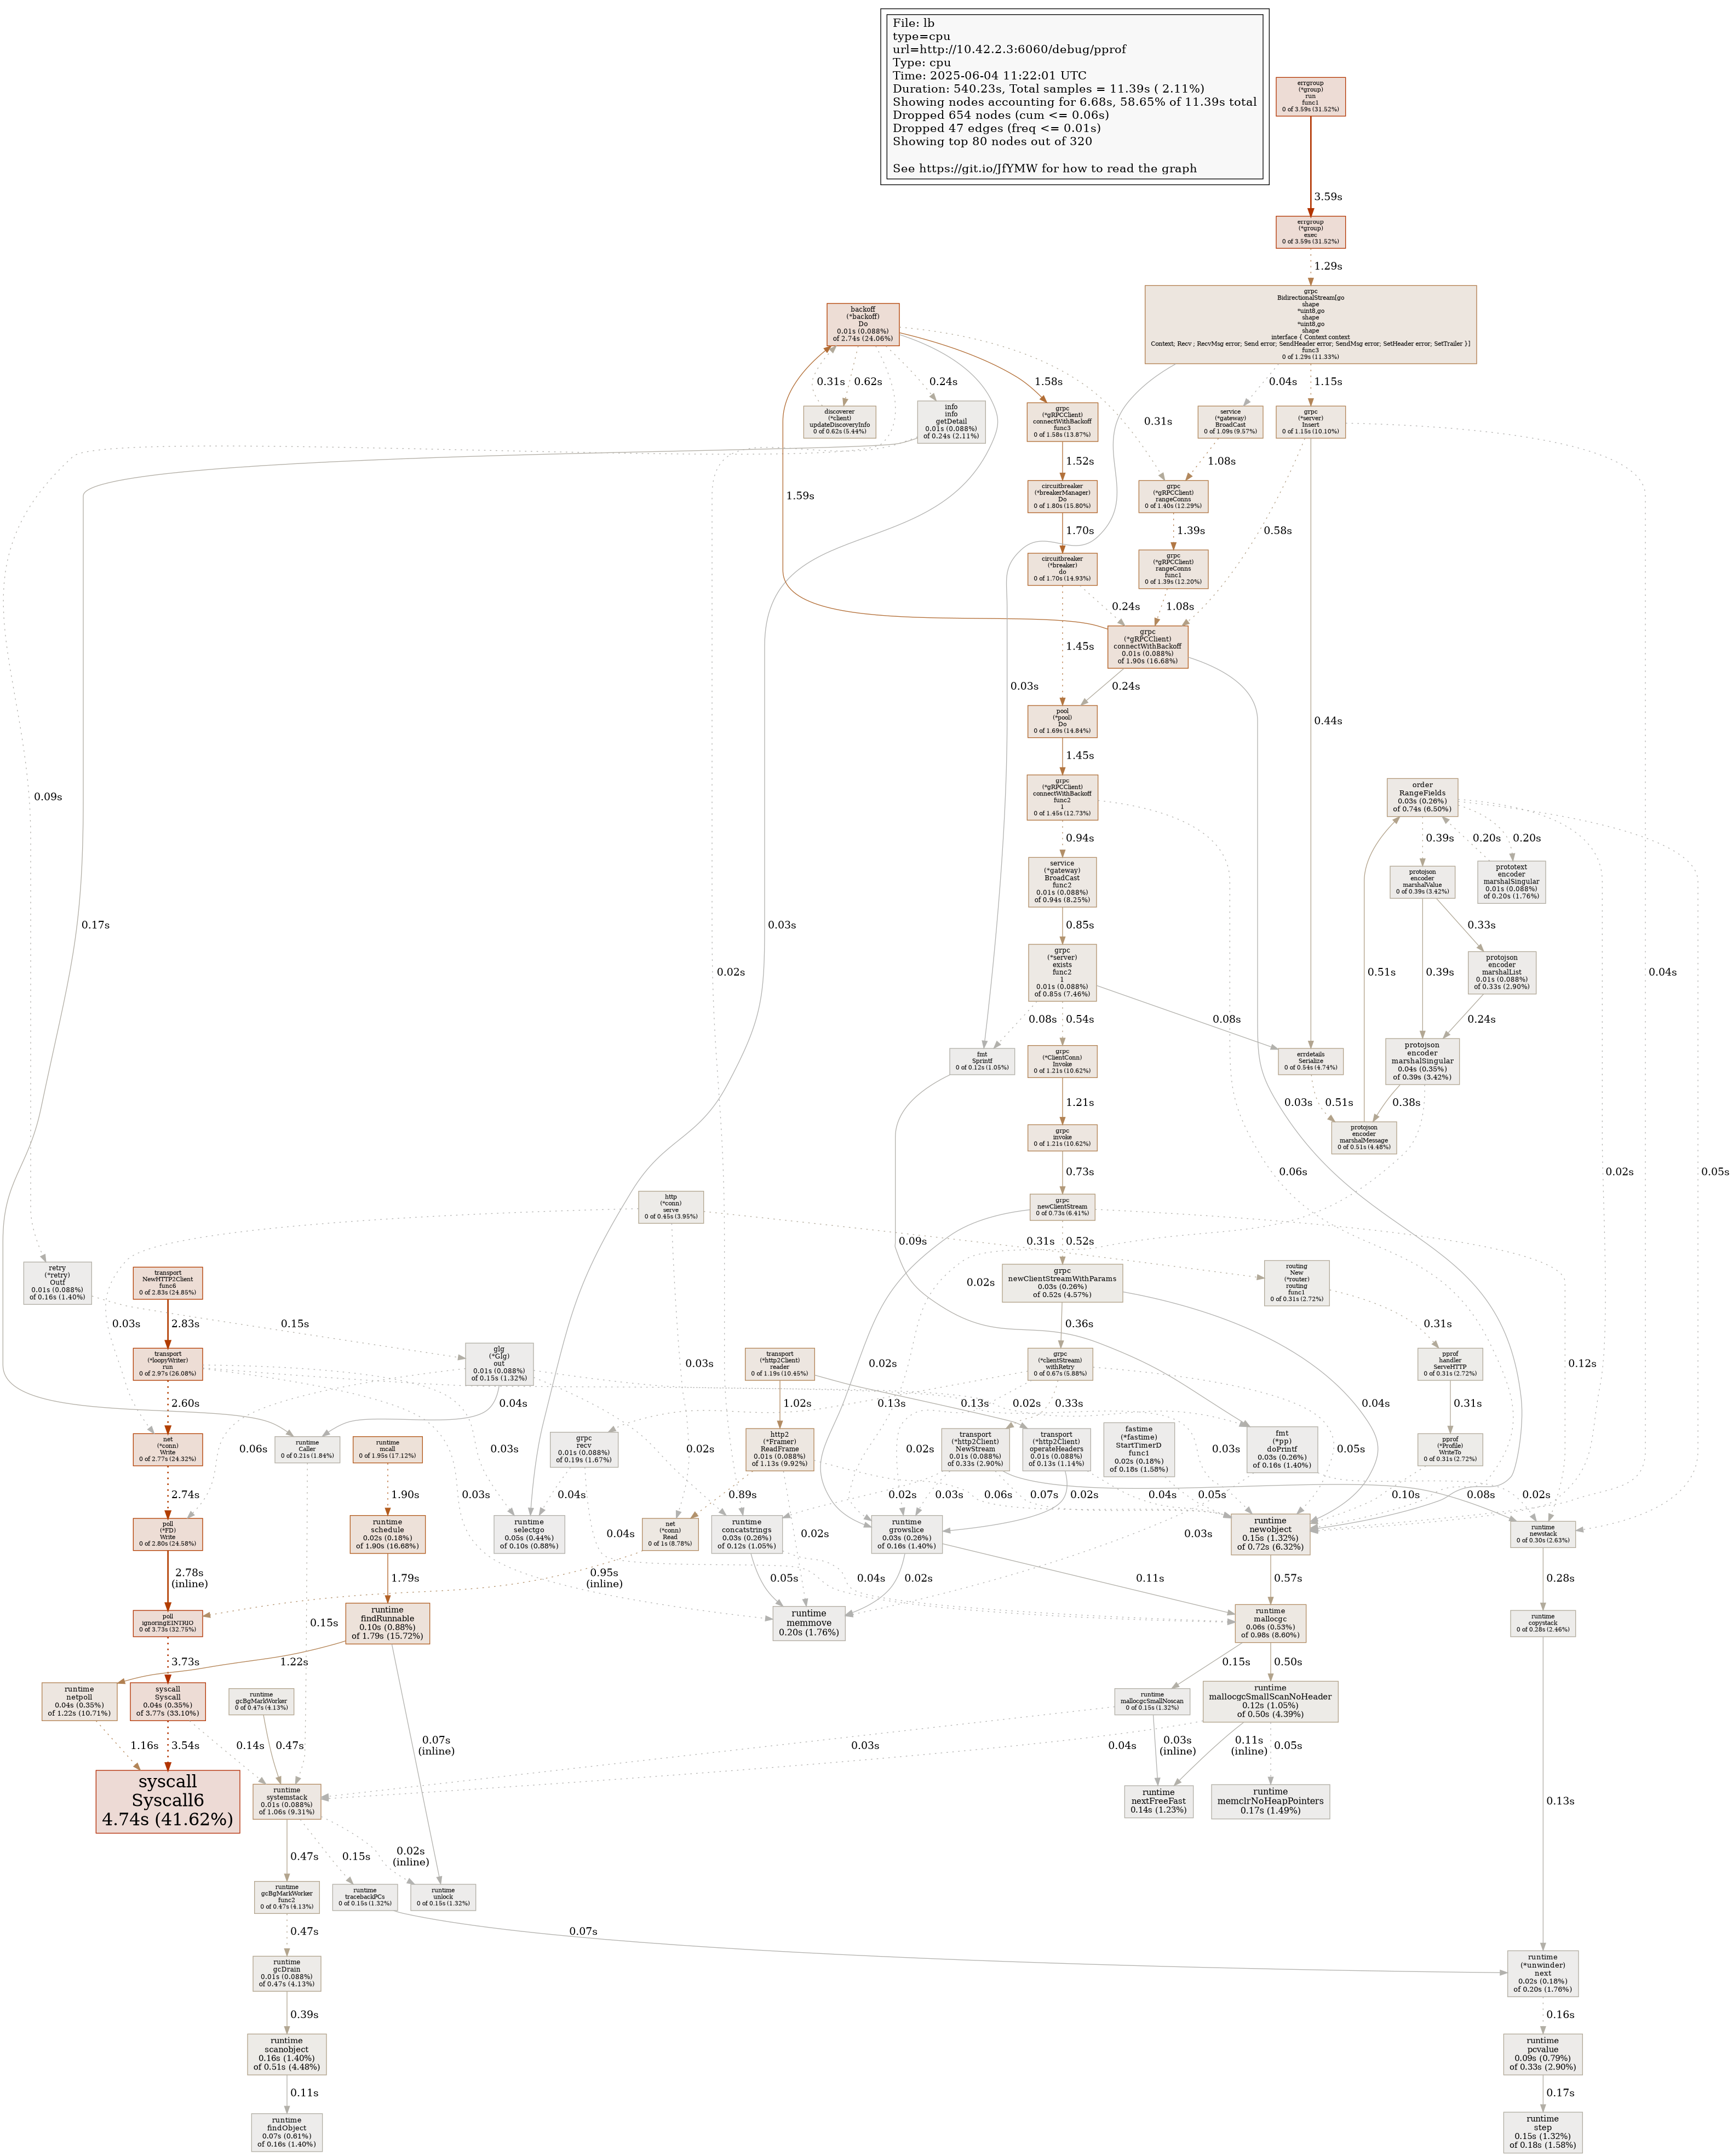 File: lb
type=cpu
url=http://10.42.2.3:6060/debug/pprof
Type: cpu
Time: 2025-06-04 11:22:01 UTC
Duration: 540.23s, Total samples = 11.39s ( 2.11%)
Showing nodes accounting for 6.68s, 58.65% of 11.39s total
Dropped 654 nodes (cum <= 0.06s)
Dropped 47 edges (freq <= 0.01s)
Showing top 80 nodes out of 320
See https://git.io/JfYMW for how to read the graph
errgroup
(*group)
run
func1
0 of 3.59s (31.52%)
3.59s
errgroup
(*group)
exec
0 of 3.59s (31.52%)
1.29s
grpc
BidirectionalStream[go
shape
*uint8,go
shape
*uint8,go
shape
interface { Context context
Context; Recv ; RecvMsg error; Send error; SendHeader error; SendMsg error; SetHeader error; SetTrailer }]
func3
0 of 1.29s (11.33%)
backoff
(*backoff)
Do
0.01s (0.088%)
of 2.74s (24.06%)
0.31s
0.62s
0.24s
1.58s
0.04s
1.15s
discoverer
(*client)
updateDiscoveryInfo
0 of 0.62s (5.44%)
info
info
getDetail
0.01s (0.088%)
of 0.24s (2.11%)
grpc
(*gRPCClient)
connectWithBackoff
func3
0 of 1.58s (13.87%)
0.31s
service
(*gateway)
BroadCast
0 of 1.09s (9.57%)
grpc
(*server)
Insert
0 of 1.15s (10.10%)
1.52s
1.08s
1.59s
circuitbreaker
(*breakerManager)
Do
0 of 1.80s (15.80%)
grpc
(*gRPCClient)
rangeConns
0 of 1.40s (12.29%)
1.70s
1.39s
0.58s
circuitbreaker
(*breaker)
do
0 of 1.70s (14.93%)
grpc
(*gRPCClient)
rangeConns
func1
0 of 1.39s (12.20%)
0.24s
1.08s
grpc
(*gRPCClient)
connectWithBackoff
0.01s (0.088%)
of 1.90s (16.68%)
1.45s
0.03s
0.24s
0.44s
pool
(*pool)
Do
0 of 1.69s (14.84%)
1.45s
0.09s
grpc
(*gRPCClient)
connectWithBackoff
func2
1
0 of 1.45s (12.73%)
order
RangeFields
0.03s (0.26%)
of 0.74s (6.50%)
0.94s
0.39s
0.20s
0.20s
service
(*gateway)
BroadCast
func2
0.01s (0.088%)
of 0.94s (8.25%)
protojson
encoder
marshalValue
0 of 0.39s (3.42%)
prototext
encoder
marshalSingular
0.01s (0.088%)
of 0.20s (1.76%)
0.17s
0.03s
0.85s
0.33s
grpc
(*server)
exists
func2
1
0.01s (0.088%)
of 0.85s (7.46%)
protojson
encoder
marshalList
0.01s (0.088%)
of 0.33s (2.90%)
0.02s
0.51s
0.39s
0.04s
0.08s
0.54s
0.08s
0.24s
fmt
Sprintf
0 of 0.12s (1.05%)
grpc
(*ClientConn)
Invoke
0 of 1.21s (10.62%)
errdetails
Serialize
0 of 0.54s (4.74%)
protojson
encoder
marshalSingular
0.04s (0.35%)
of 0.39s (3.42%)
1.21s
0.03s
0.51s
0.38s
grpc
invoke
0 of 1.21s (10.62%)
protojson
encoder
marshalMessage
0 of 0.51s (4.48%)
0.73s
0.06s
0.02s
0.05s
http
(*conn)
serve
0 of 0.45s (3.95%)
grpc
newClientStream
0 of 0.73s (6.41%)
0.09s
0.31s
0.52s
retry
(*retry)
Outf
0.01s (0.088%)
of 0.16s (1.40%)
transport
NewHTTP2Client
func6
0 of 2.83s (24.85%)
0.02s
grpc
newClientStreamWithParams
0.03s (0.26%)
of 0.52s (4.57%)
routing
New
(*router)
routing
func1
0 of 0.31s (2.72%)
0.03s
2.83s
0.15s
0.36s
0.31s
transport
(*loopyWriter)
run
0 of 2.97s (26.08%)
glg
(*Glg)
out
0.01s (0.088%)
of 0.15s (1.32%)
0.03s
transport
(*http2Client)
reader
0 of 1.19s (10.45%)
0.02s
grpc
(*clientStream)
withRetry
0 of 0.67s (5.88%)
pprof
handler
ServeHTTP
0 of 0.31s (2.72%)
0.12s
2.60s
0.04s
1.02s
0.13s
0.13s
0.02s
0.33s
0.04s
0.31s
net
(*conn)
Write
0 of 2.77s (24.32%)
runtime
Caller
0 of 0.21s (1.84%)
runtime
mcall
0 of 1.95s (17.12%)
0.06s
0.03s
grpc
recv
0.01s (0.088%)
of 0.19s (1.67%)
0.02s
http2
(*Framer)
ReadFrame
0.01s (0.088%)
of 1.13s (9.92%)
0.02s
transport
(*http2Client)
NewStream
0.01s (0.088%)
of 0.33s (2.90%)
transport
(*http2Client)
operateHeaders
0.01s (0.088%)
of 0.13s (1.14%)
fastime
(*fastime)
StartTimerD
func1
0.02s (0.18%)
of 0.18s (1.58%)
0.03s
fmt
(*pp)
doPrintf
0.03s (0.26%)
of 0.16s (1.40%)
0.05s
pprof
(*Profile)
WriteTo
0 of 0.31s (2.72%)
2.74s
1.90s
0.03s
0.04s
0.89s
0.02s
0.03s
0.06s
0.07s
0.02s
0.04s
0.05s
0.10s
0.08s
0.02s
poll
(*FD)
Write
0 of 2.80s (24.58%)
runtime
schedule
0.02s (0.18%)
of 1.90s (16.68%)
runtime
selectgo
0.05s (0.44%)
of 0.10s (0.88%)
0.04s
net
(*conn)
Read
0 of 1s (8.78%)
runtime
concatstrings
0.03s (0.26%)
of 0.12s (1.05%)
0.02s
runtime
growslice
0.03s (0.26%)
of 0.16s (1.40%)
0.03s
runtime
newobject
0.15s (1.32%)
of 0.72s (6.32%)
runtime
newstack
0 of 0.30s (2.63%)
2.78s
(inline)
1.79s
0.95s
(inline)
0.05s
0.04s
0.02s
0.11s
0.57s
0.28s
poll
ignoringEINTRIO
0 of 3.73s (32.75%)
runtime
findRunnable
0.10s (0.88%)
of 1.79s (15.72%)
runtime
memmove
0.20s (1.76%)
runtime
mallocgc
0.06s (0.53%)
of 0.98s (8.60%)
runtime
copystack
0 of 0.28s (2.46%)
3.73s
1.22s
0.15s
0.15s
0.50s
runtime
netpoll
0.04s (0.35%)
of 1.22s (10.71%)
syscall
Syscall
0.04s (0.35%)
of 3.77s (33.10%)
runtime
gcBgMarkWorker
0 of 0.47s (4.13%)
runtime
mallocgcSmallNoscan
0 of 0.15s (1.32%)
runtime
mallocgcSmallScanNoHeader
0.12s (1.05%)
of 0.50s (4.39%)
1.16s
3.54s
0.14s
0.47s
0.07s
(inline)
0.03s
0.04s
0.03s
(inline)
0.11s
(inline)
0.05s
syscall
Syscall6
4.74s (41.62%)
runtime
systemstack
0.01s (0.088%)
of 1.06s (9.31%)
runtime
nextFreeFast
0.14s (1.23%)
runtime
memclrNoHeapPointers
0.17s (1.49%)
0.13s
0.47s
0.15s
0.02s
(inline)
runtime
gcBgMarkWorker
func2
0 of 0.47s (4.13%)
runtime
tracebackPCs
0 of 0.15s (1.32%)
runtime
unlock
0 of 0.15s (1.32%)
0.47s
0.07s
runtime
gcDrain
0.01s (0.088%)
of 0.47s (4.13%)
runtime
(*unwinder)
next
0.02s (0.18%)
of 0.20s (1.76%)
0.39s
0.16s
runtime
scanobject
0.16s (1.40%)
of 0.51s (4.48%)
runtime
pcvalue
0.09s (0.79%)
of 0.33s (2.90%)
0.11s
0.17s
runtime
findObject
0.07s (0.61%)
of 0.16s (1.40%)
runtime
step
0.15s (1.32%)
of 0.18s (1.58%)